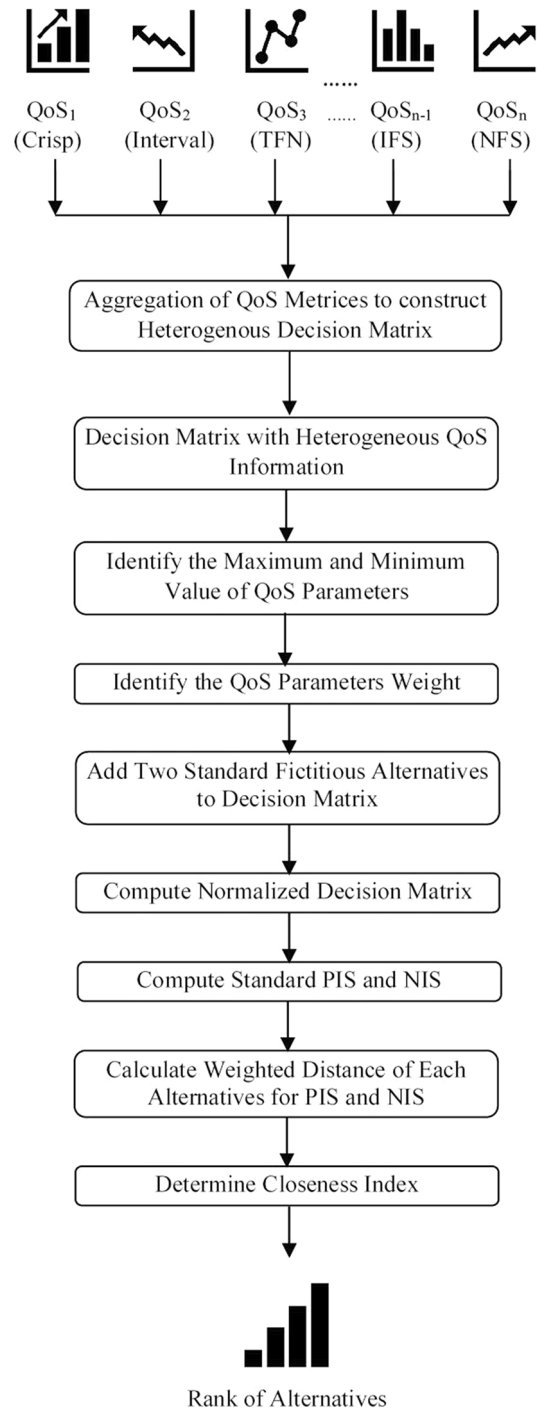 ......
QoS₁ QoS₂ QoS₃ ...... QoSₙ₋₁ QoSₙ
(Crisp) (Interval) (TFN) (IFS) (NFS)
Aggregation of QoS Metrices to construct
Heterogenous Decision Matrix
Decision Matrix with Heterogeneous QoS
Information
Identify the Maximum and Minimum
Value of QoS Parameters
Identify the QoS Parameters Weight
Add Two Standard Fictitious Alternatives
to Decision Matrix
Compute Normalized Decision Matrix
Compute Standard PIS and NIS
Calculate Weighted Distance of Each
Alternatives for PIS and NIS
Determine Closeness Index
Rank of Alternatives